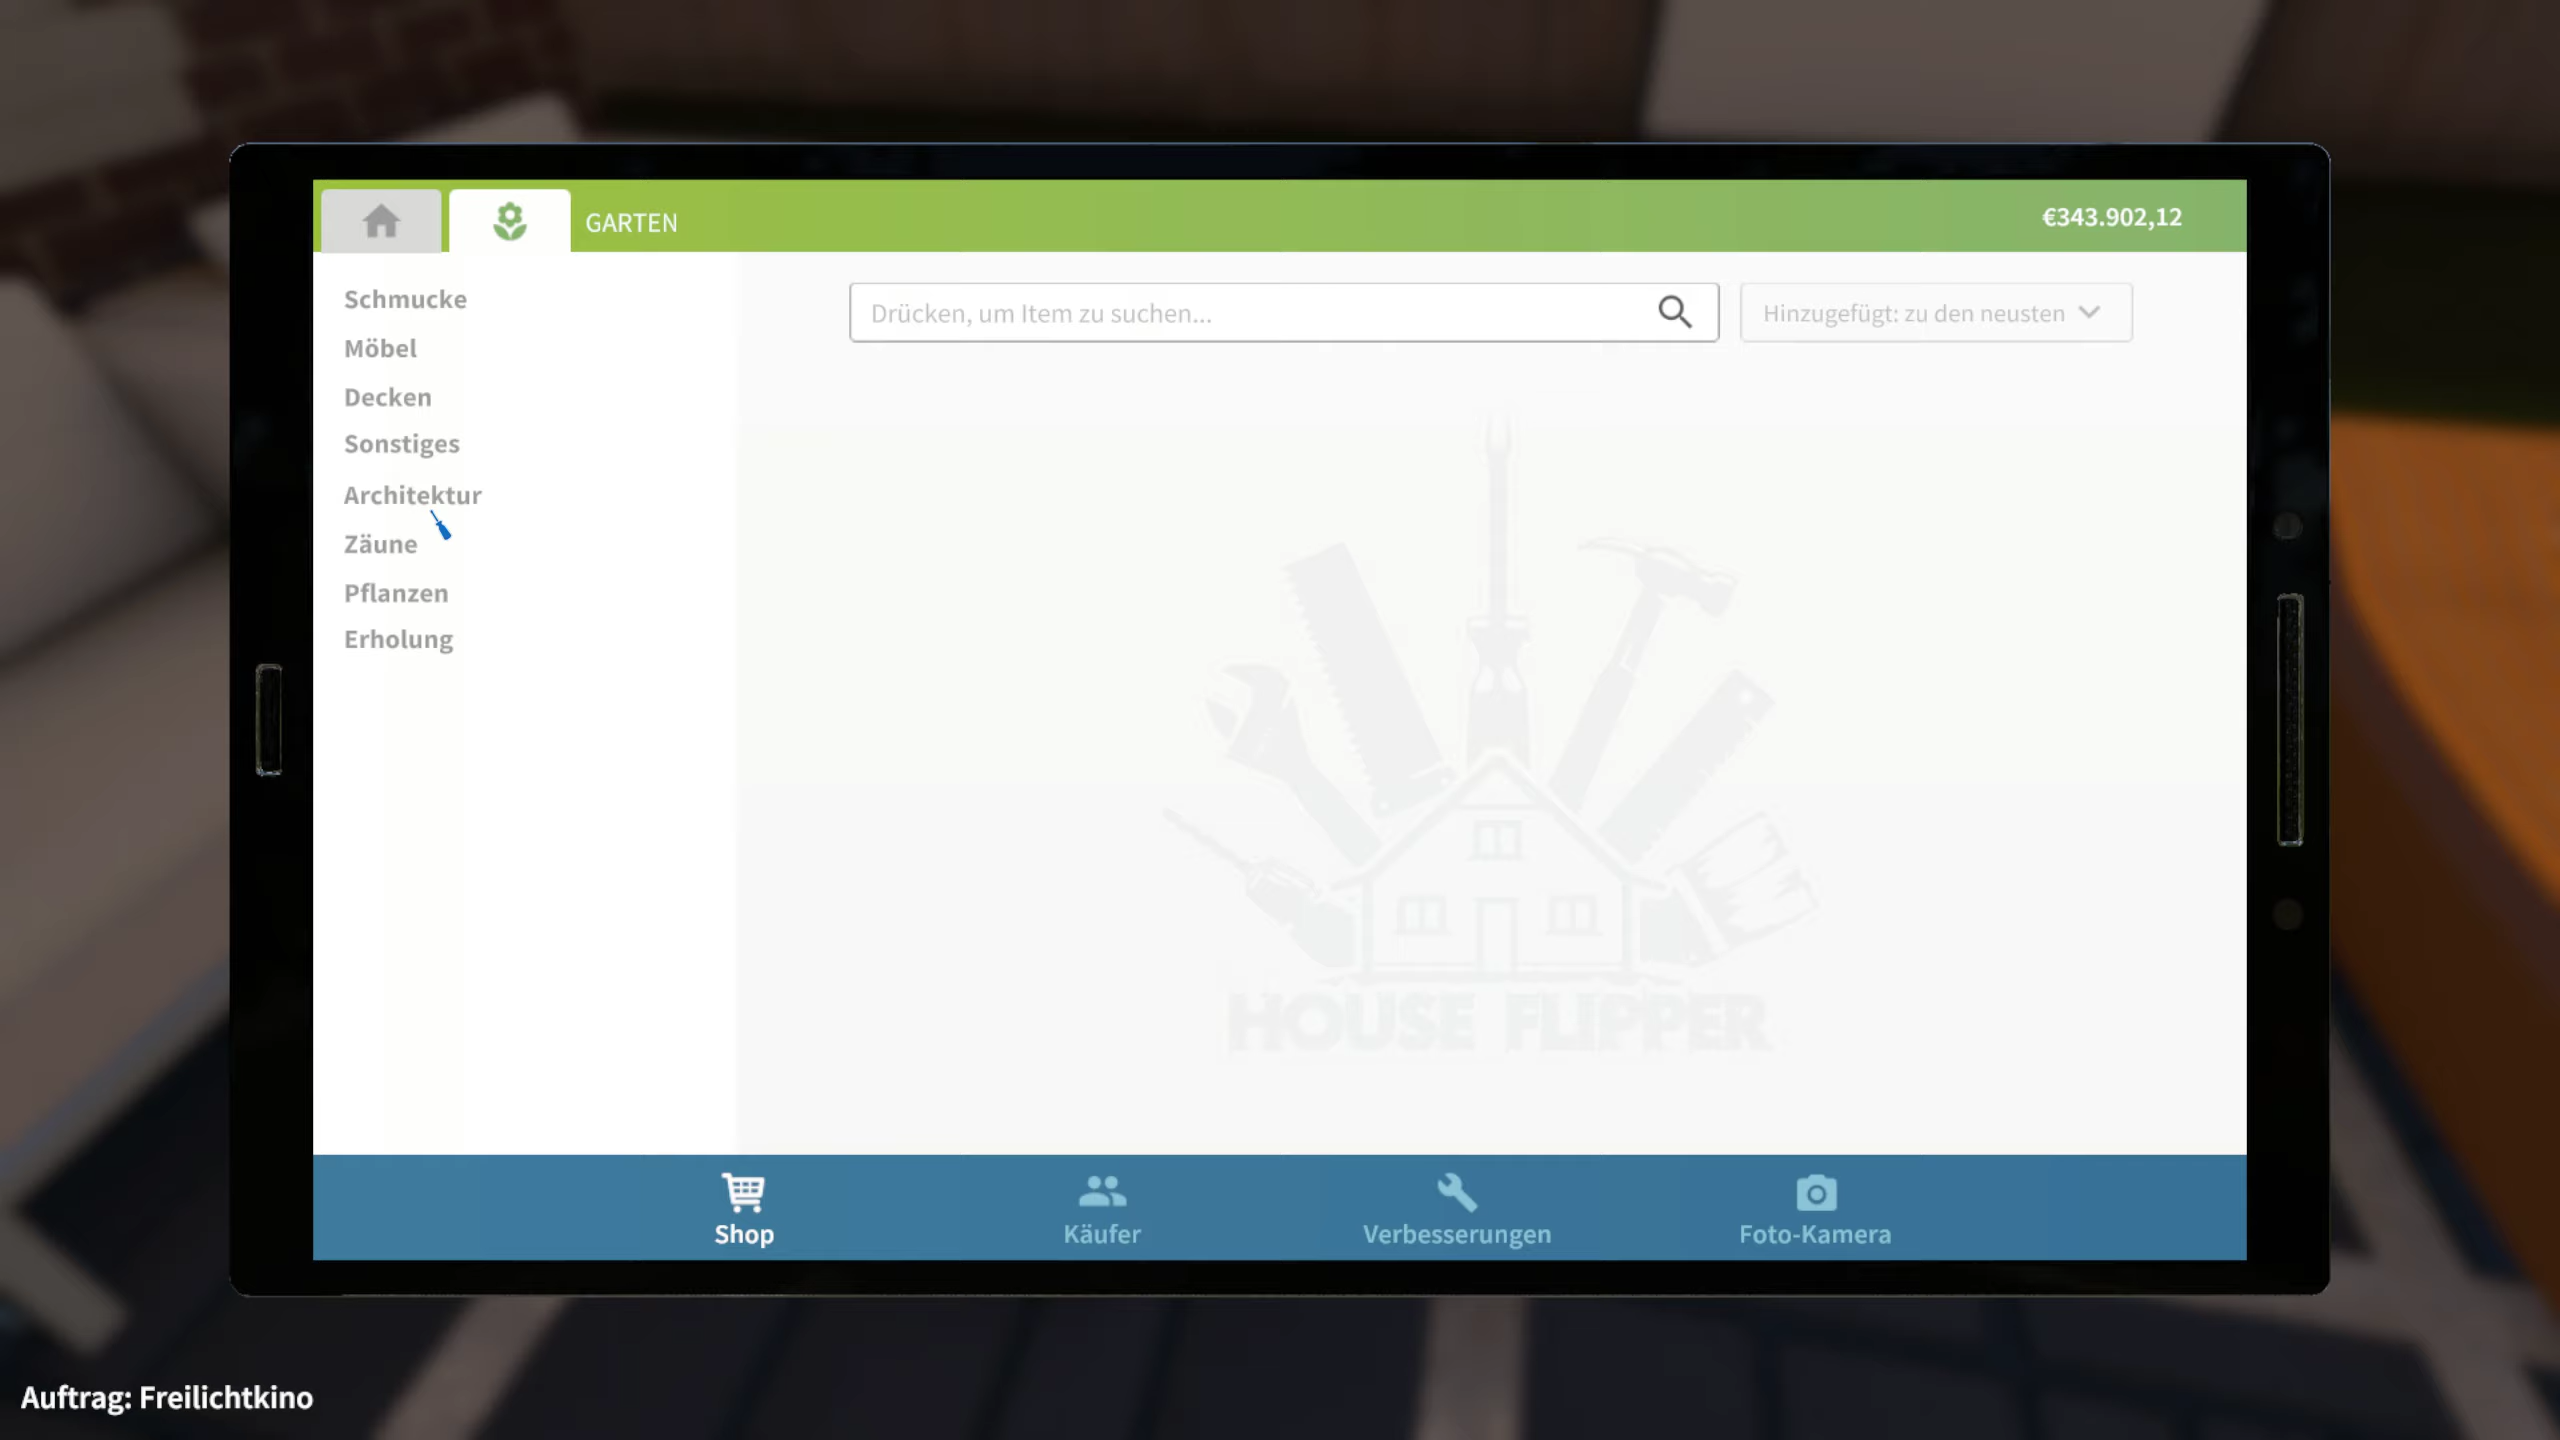 GARTEN
€343.902,12
Drücken, um Item zu suchen...
Hinzugefügt: zu den neusten
Schmucke
Möbel
Decken
Sonstiges
Architektur
Zäune
Pflanzen
Erholung
HOUSE FLIPPER
Shop
Käufer
Verbesserungen
Foto-Kamera
Auftrag: Freilichtkino